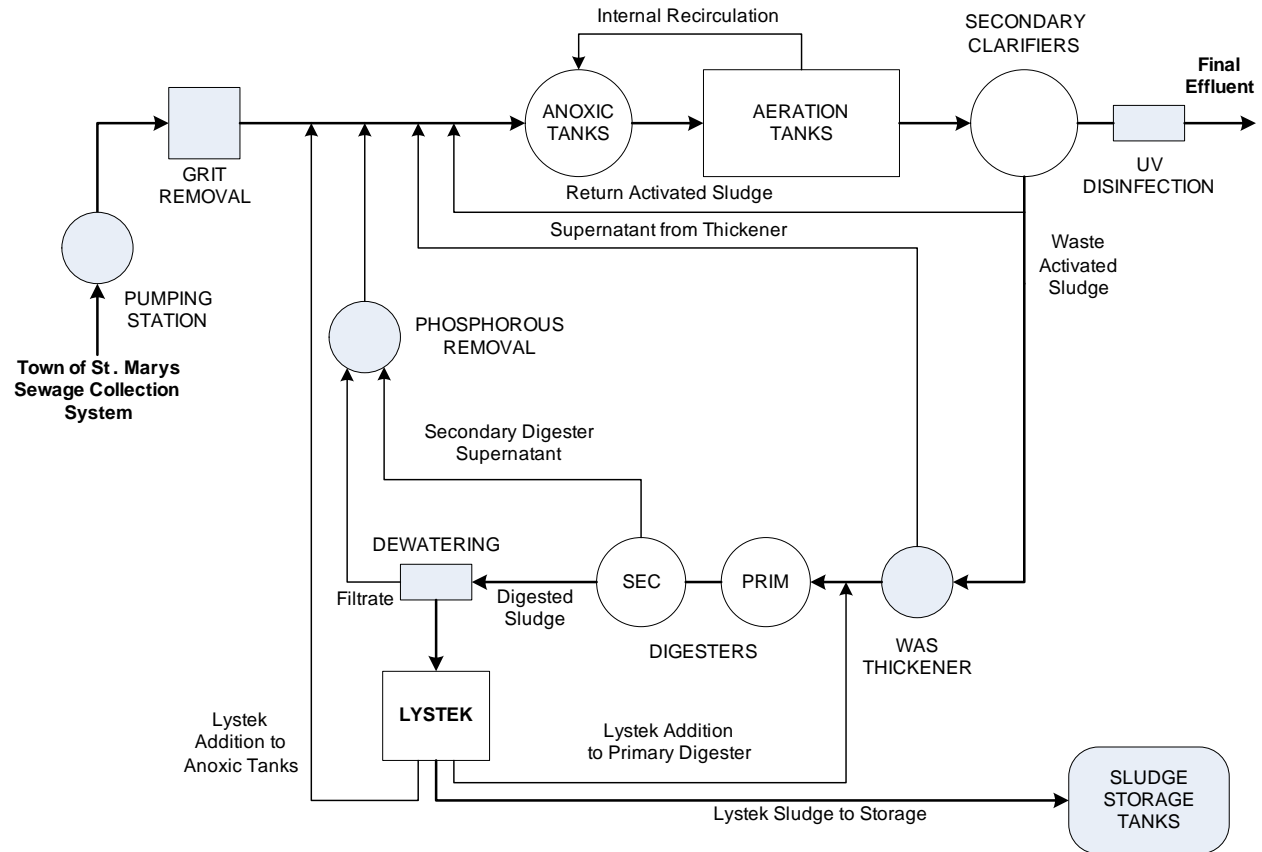 Internal Recirculation
SECONDARY
CLARIFIERS
Final
Effluent
ANOXIC
TANKS
AERATION
TANKS
GRIT
REMOVAL
UV
DISINFECTION
Return Activated Sludge
Supernatant from Thickener
Waste
Activated
Sludge
PUMPING
STATION
PHOSPHOROUS
REMOVAL
Town of St. Marys
Sewage Collection
System
Secondary Digester
Supernatant
DEWATERING
SEC
PRIM
Filtrate
Digested
Sludge
DIGESTERS
WAS
THICKENER
LYSTEK
Lystek
Addition to
Anoxic Tanks
Lystek Addition
to Primary Digester
Lystek Sludge to Storage
SLUDGE
STORAGE
TANKS